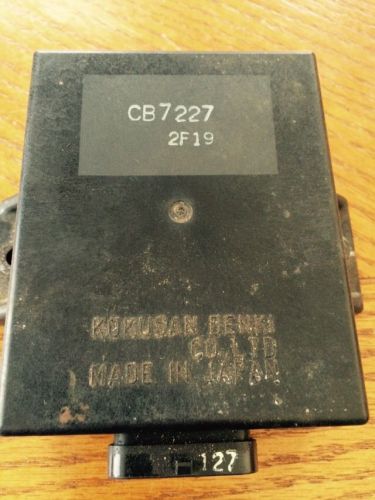 CB7227
2F19
KOKUSAN DENKI
CO.LTD
MADE IN JAPAN
127